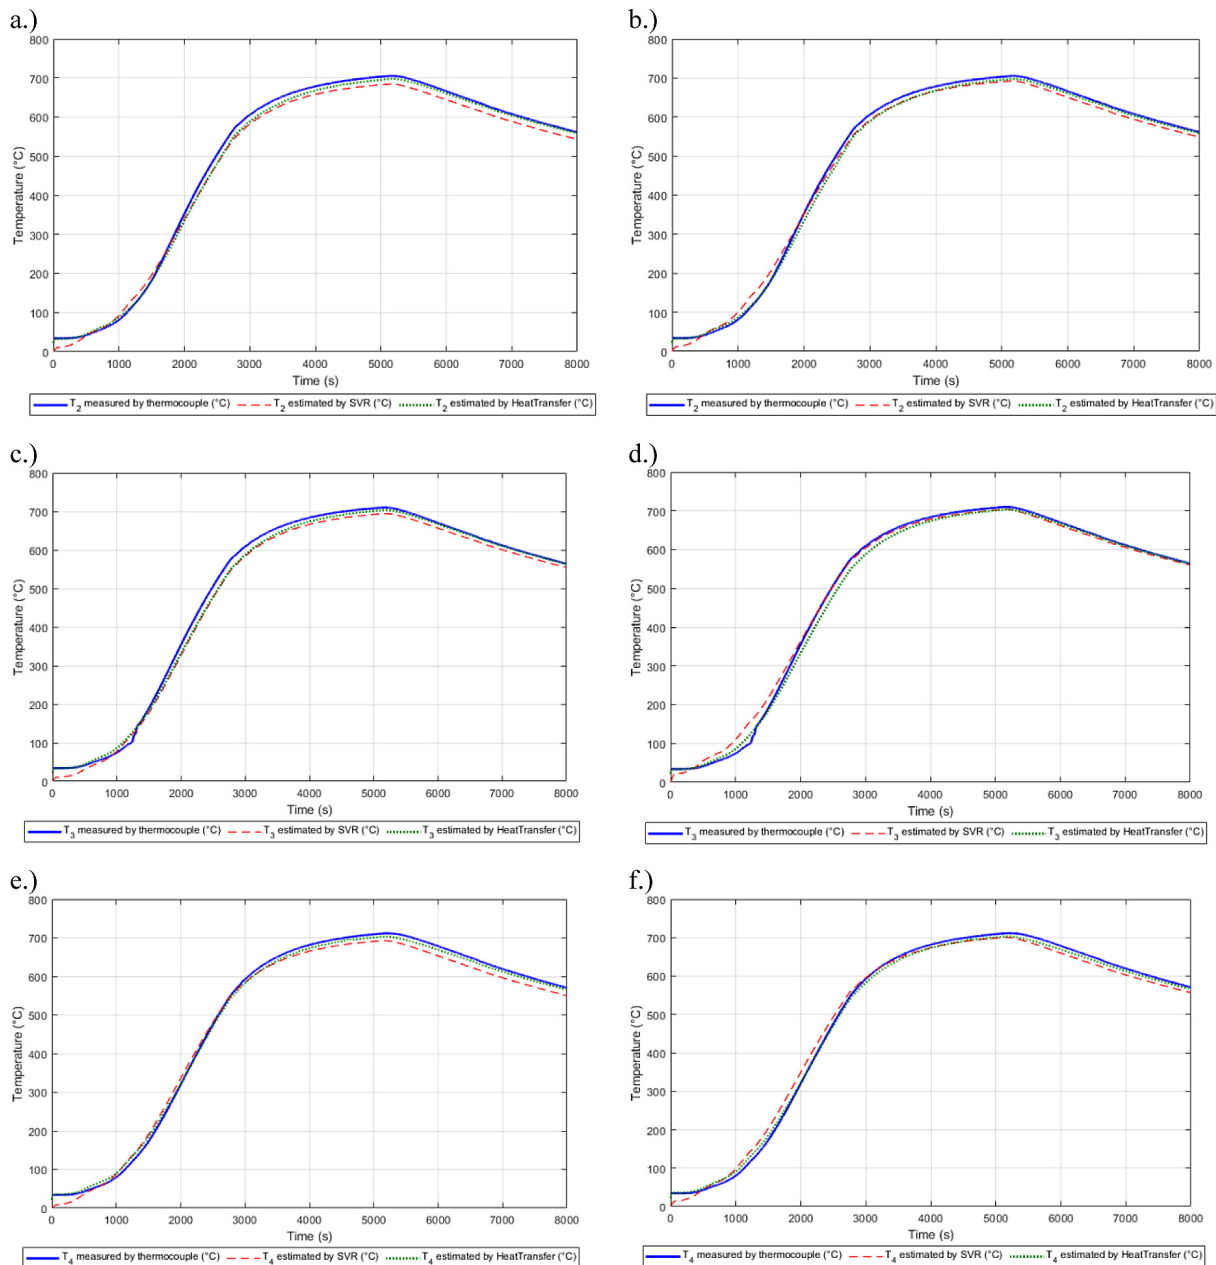 a.)
800
700
600
500
400
300
200
100
0
Temperature (°C)
0 1000 2000 3000 4000 5000 6000 7000 8000
Time (s)
T2 measured by thermocouple (°C) T2 estimated by SVR (°C) T2 estimated by HeatTransfer (°C)
b.)
800
700
600
500
400
300
200
100
0
Temperature (°C)
0 1000 2000 3000 4000 5000 6000 7000 8000
Time (s)
T2 measured by thermocouple (°C) T2 estimated by SVR (°C) T2 estimated by HeatTransfer (°C)
c.)
800
700
600
500
400
300
200
100
0
Temperature (°C)
0 1000 2000 3000 4000 5000 6000 7000 8000
Time (s)
T3 measured by thermocouple (°C) T3 estimated by SVR (°C) T3 estimated by HeatTransfer (°C)
d.)
800
700
600
500
400
300
200
100
0
Temperature (°C)
0 1000 2000 3000 4000 5000 6000 7000 8000
Time (s)
T3 measured by thermocouple (°C) T3 estimated by SVR (°C) T3 estimated by HeatTransfer (°C)
e.)
800
700
600
500
400
300
200
100
0
Temperature (°C)
0 1000 2000 3000 4000 5000 6000 7000 8000
Time (s)
T4 measured by thermocouple (°C) T4 estimated by SVR (°C) T4 estimated by HeatTransfer (°C)
f.)
800
700
600
500
400
300
200
100
0
Temperature (°C)
0 1000 2000 3000 4000 5000 6000 7000 8000
Time (s)
T4 measured by thermocouple (°C) T4 estimated by SVR (°C) T4 estimated by HeatTransfer (°C)